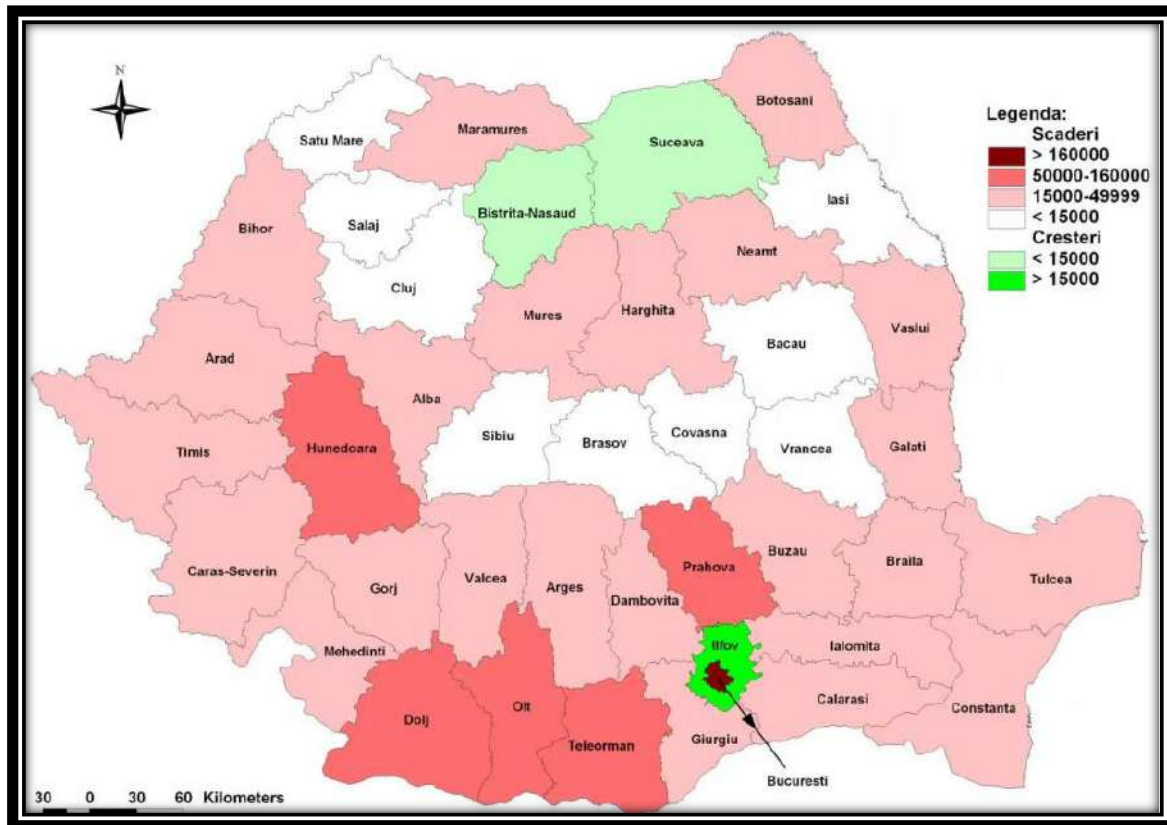 N
Legenda:
Scaderi
> 160000
50000-160000
15000-49999
< 15000
Cresteri
< 15000
> 15000
Botosani
Satu Mare
Maramures
Suceava
Iasi
Salaj
Bistrita-Nasaud
Bihor
Neamt
Cluj
Mures
Harghita
Bacau
Vaslui
Arad
Alba
Sibiu
Brasov
Covasna
Vrancea
Galati
Timis
Hunedoara
Caras-Severin
Gorj
Valcea
Arges
Dambovita
Prahova
Buzau
Braila
Tulcea
Mehedinti
Ilfov
Ialomita
Dolj
Olt
Teleorman
Giurgiu
Calarasi
Constanta
Bucuresti
30 0 30 60 Kilometers